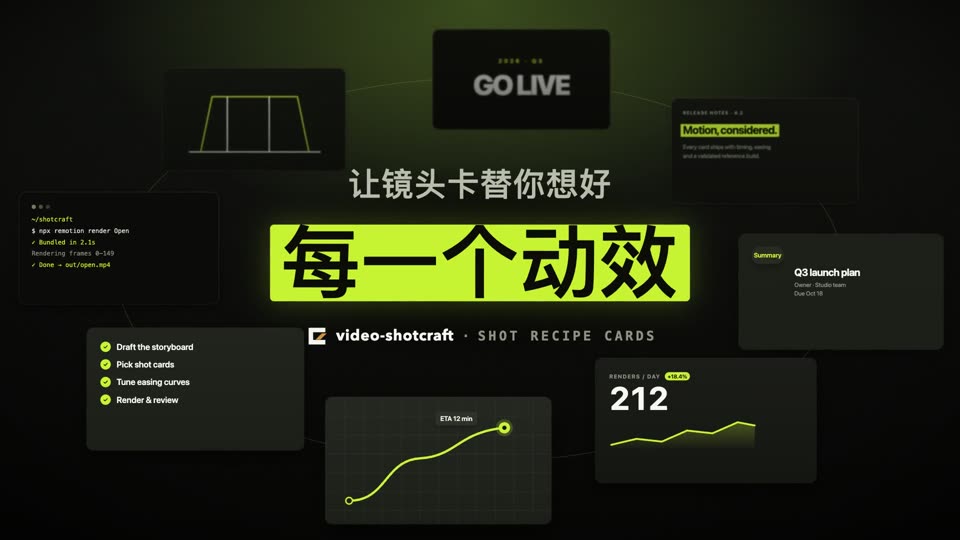 2026 · Q3
GO LIVE
RELEASE NOTES · 4.2
Motion, considered.
Every card ships with timing, easing
and a validated reference build.
让镜头卡替你想好
每一个动效
video-shotcraft · SHOT RECIPE CARDS
~/shotcraft
$ npx remotion render Open
✓ Bundled in 2.1s
Rendering frames 0–149
✓ Done → out/open.mp4
Summary
Q3 launch plan
Owner · Studio team
Due Oct 18
Draft the storyboard
Pick shot cards
Tune easing curves
Render & review
ETA 12 min
RENDERS / DAY +18.4%
212